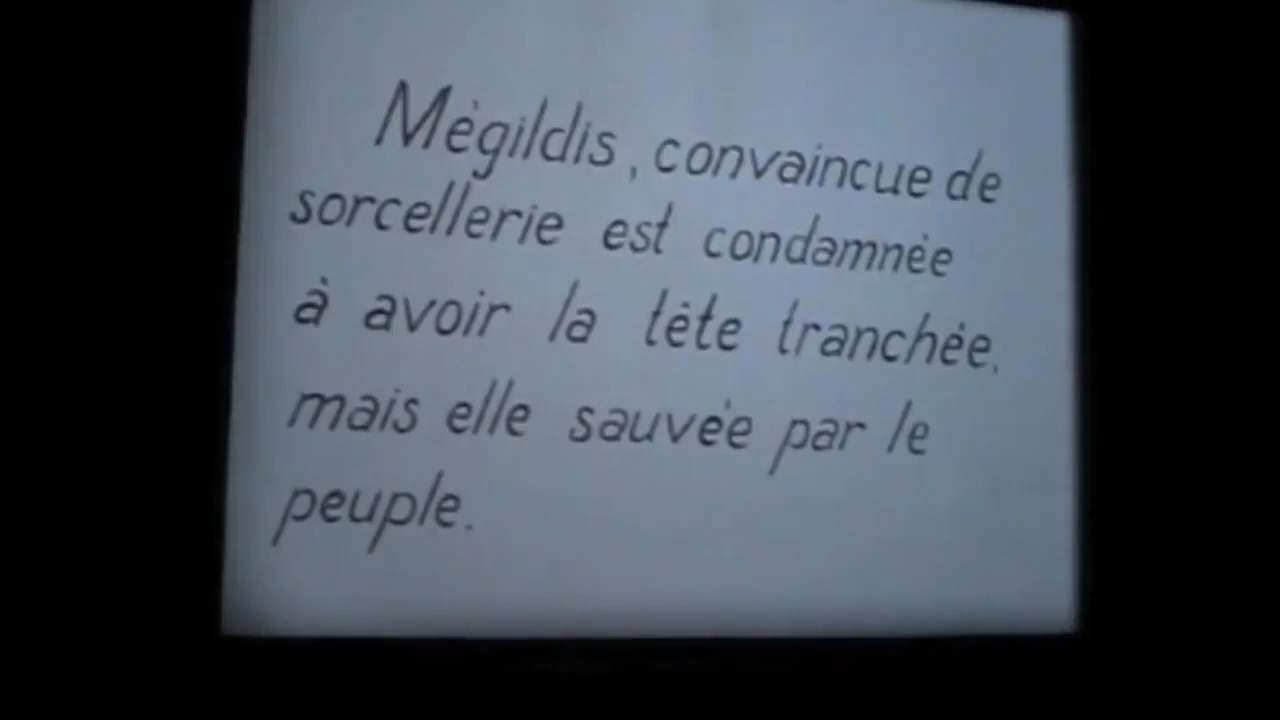 Mégildis, convaincue de
sorcellerie est condamnée
à avoir la tête tranchée.
mais elle sauvée par le
peuple.